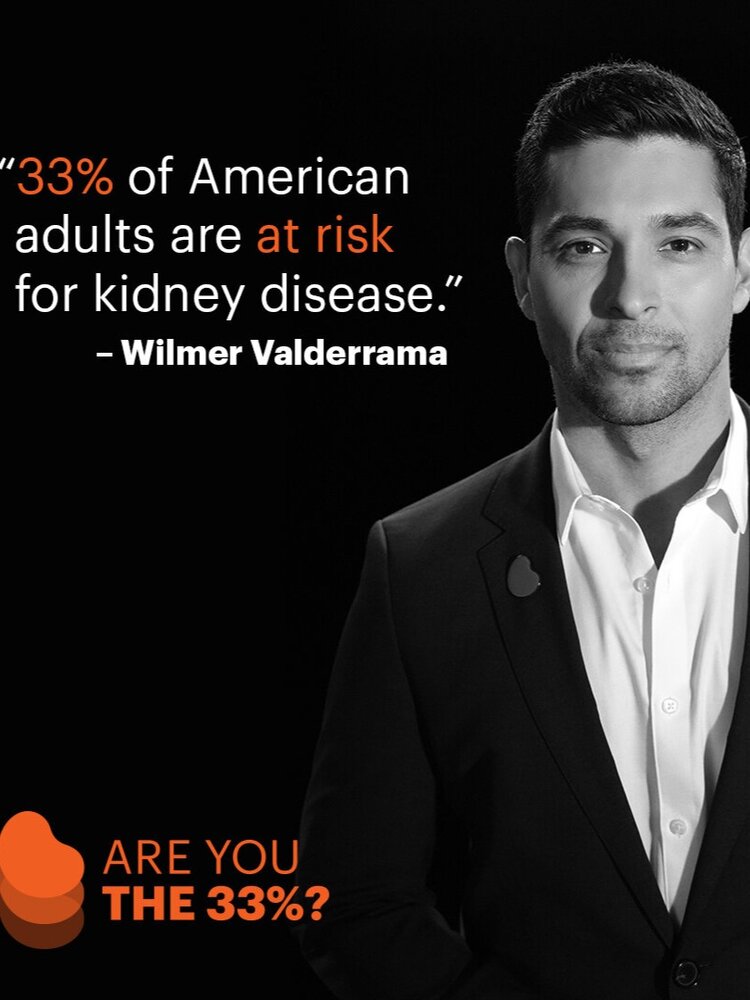 “33% of American
adults are at risk
for kidney disease.”
– Wilmer Valderrama
ARE YOU
THE 33%?